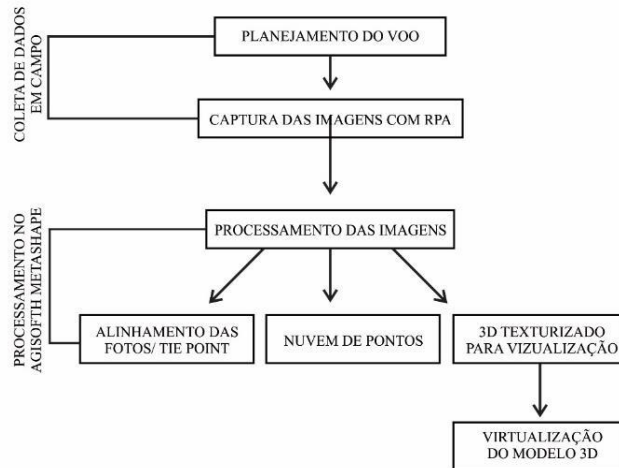 COLETA DE DADOS
EM CAMPO
PLANEJAMENTO DO VOO
CAPTURA DAS IMAGENS COM RPA
PROCESSAMENTO NO
AGISOFTH METASHAPE
PROCESSAMENTO DAS IMAGENS
ALINHAMENTO DAS
FOTOS/ TIE POINT
NUVEM DE PONTOS
3D TEXTURIZADO
PARA VIZUALIZAÇÃO
VIRTUALIZAÇÃO
DO MODELO 3D